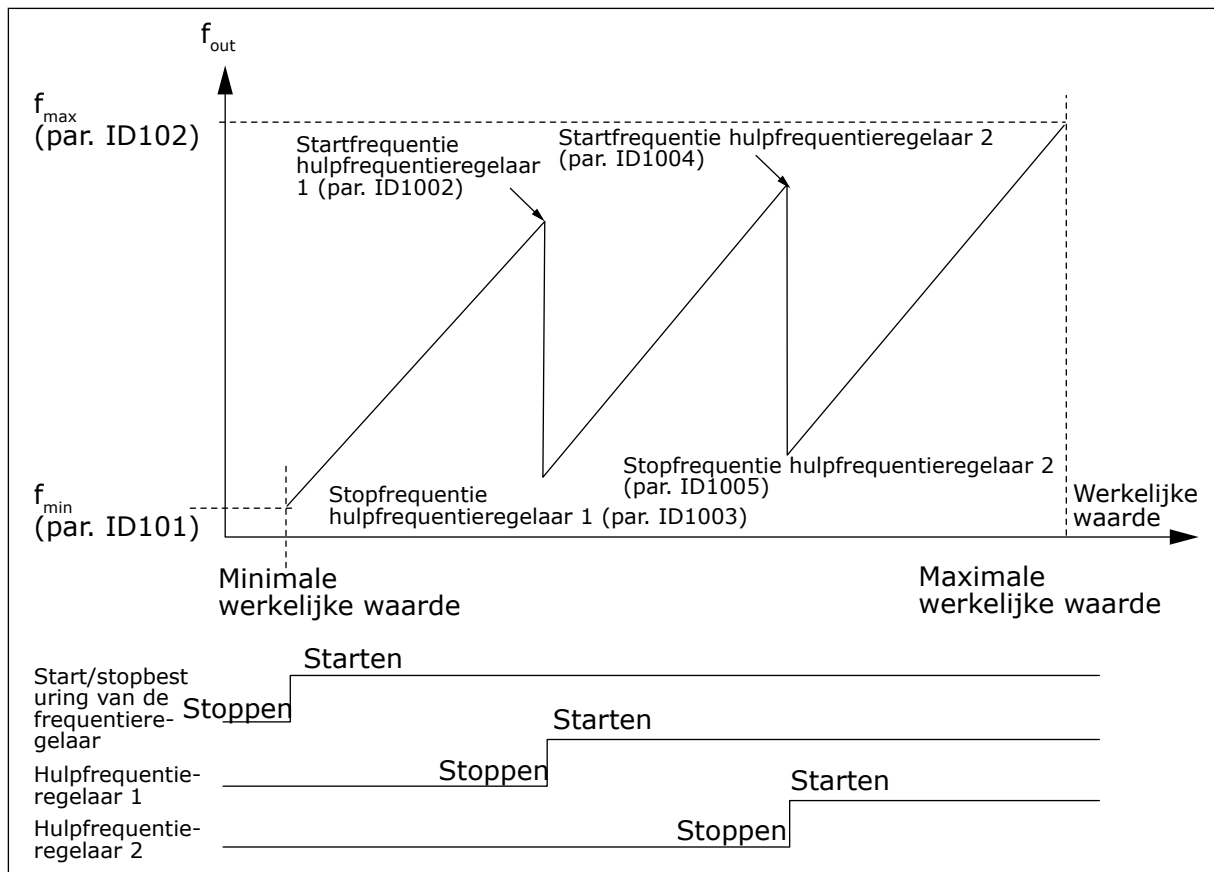 f_out
f_max
(par. ID102)
Startfrequentie
hulpfrequentieregelaar
1 (par. ID1002)
Startfrequentie hulpfrequentieregelaar 2
(par. ID1004)
f_min
(par. ID101)
Stopfrequentie
hulpfrequentieregelaar 1 (par. ID1003)
Stopfrequentie hulpfrequentieregelaar 2
(par. ID1005)
Werkelijke
waarde
Minimale
werkelijke waarde
Maximale
werkelijke waarde
Start/stopbest
uring van de
frequentiere-
gelaar
Stoppen
Starten
Hulpfrequentie-
regelaar 1
Stoppen
Starten
Hulpfrequentie-
regelaar 2
Stoppen
Starten